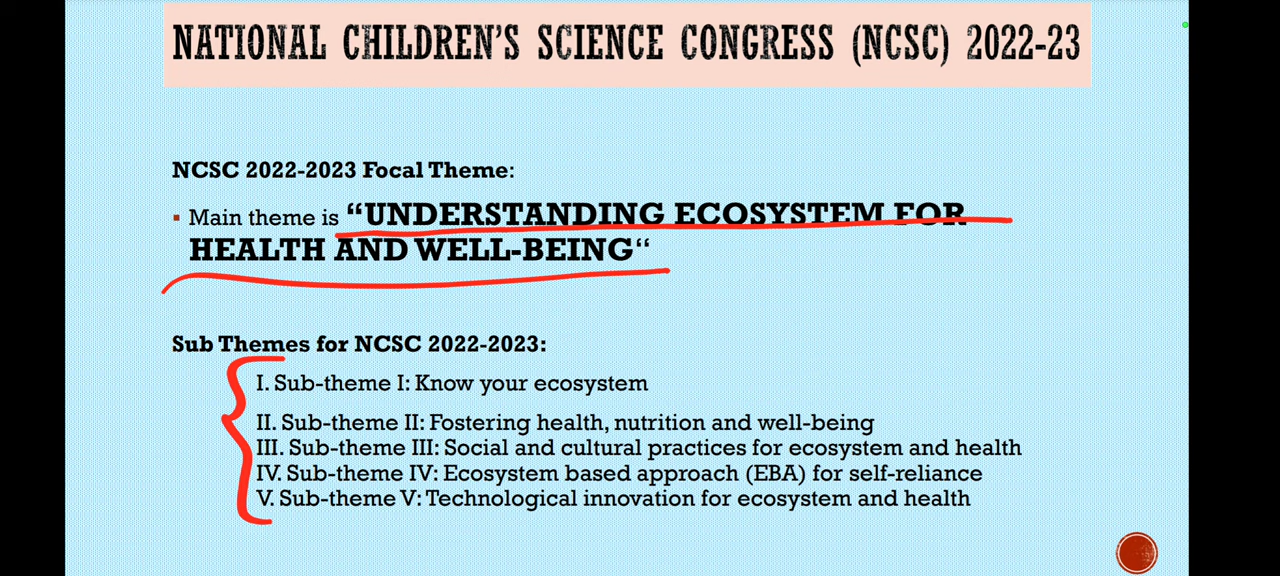 NATIONAL CHILDREN'S SCIENCE CONGRESS (NCSC) 2022-23
NCSC 2022-2023 Focal Theme:
▪ Main theme is “UNDERSTANDING ECOSYSTEM FOR
HEALTH AND WELL-BEING“
Sub Themes for NCSC 2022-2023:
I. Sub-theme I: Know your ecosystem
II. Sub-theme II: Fostering health, nutrition and well-being
III. Sub-theme III: Social and cultural practices for ecosystem and health
IV. Sub-theme IV: Ecosystem based approach (EBA) for self-reliance
V. Sub-theme V: Technological innovation for ecosystem and health